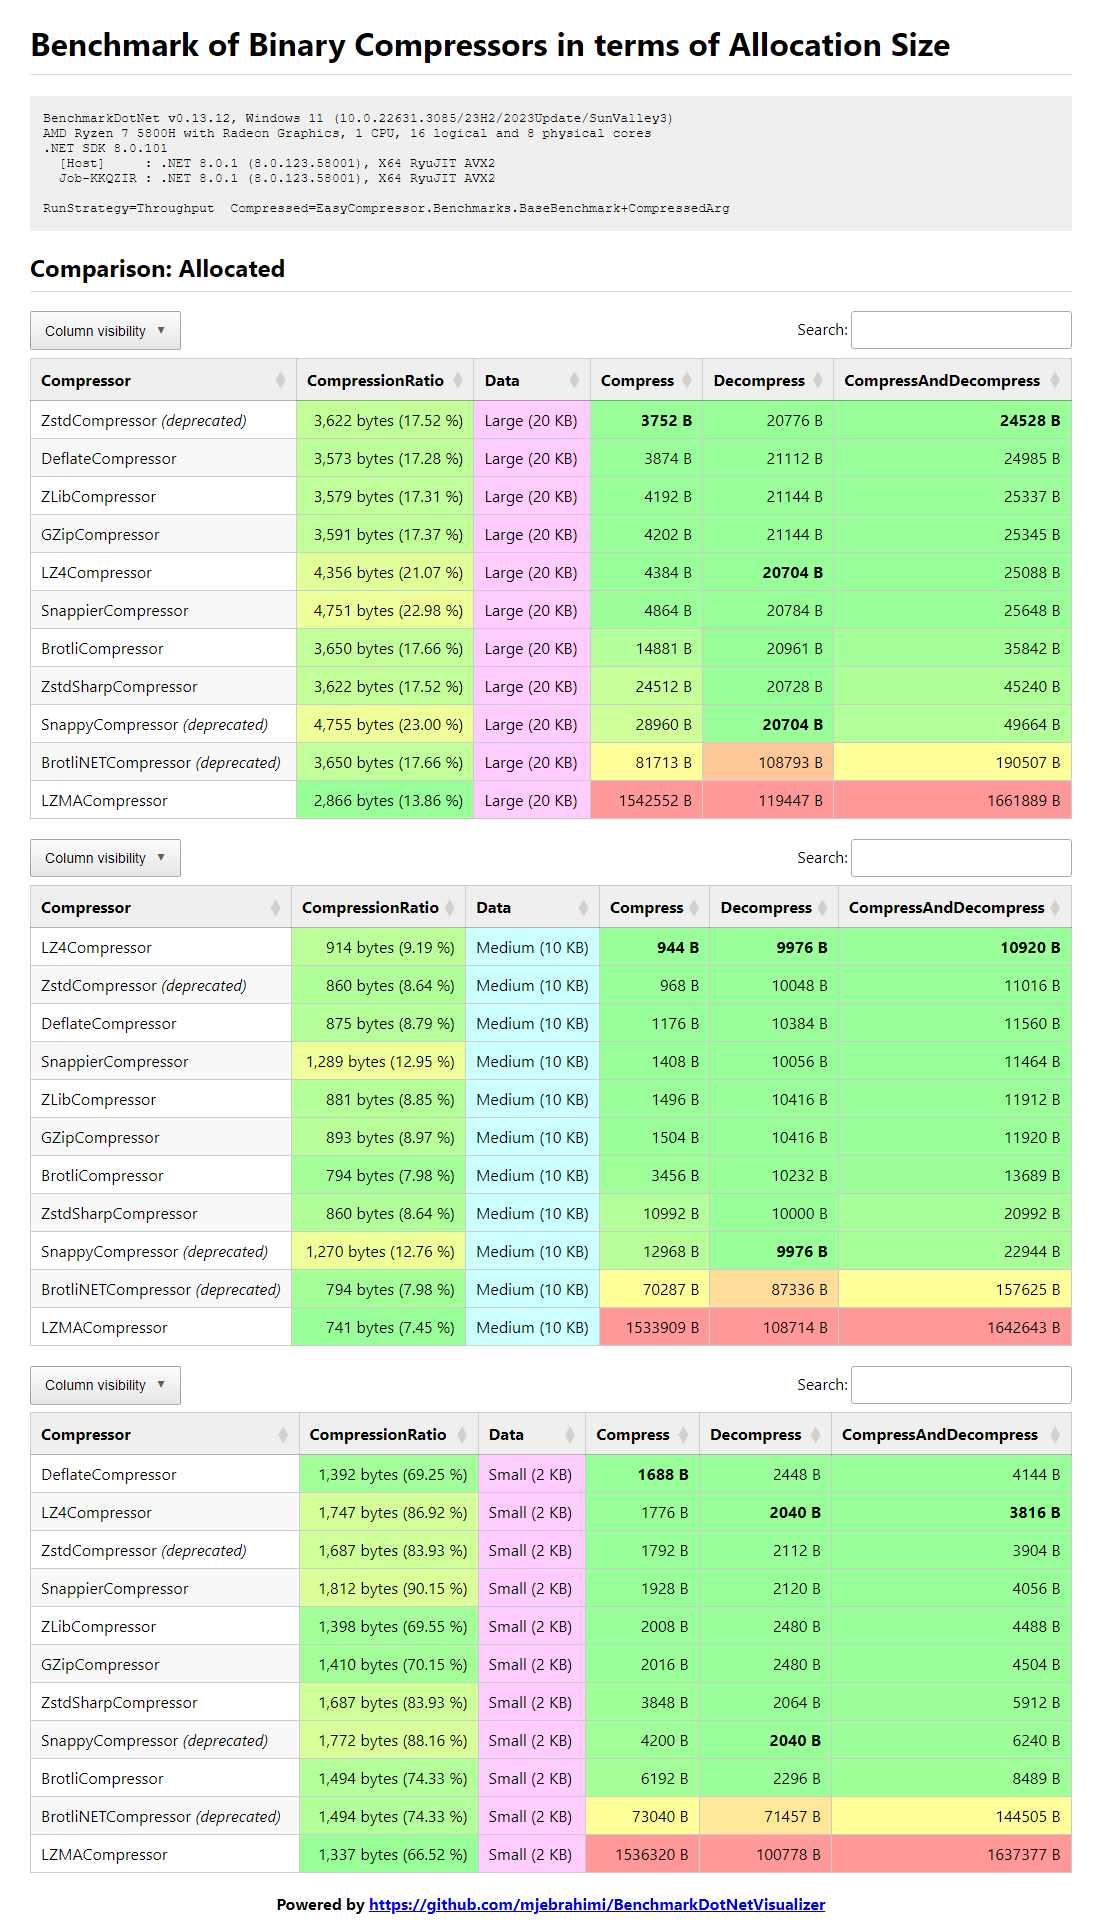 Benchmark of Binary Compressors in terms of Allocation Size
BenchmarkDotNet v0.13.12, Windows 11 (10.0.22631.3085/23H2/2023Update/SunValley3)
AMD Ryzen 7 5800H with Radeon Graphics, 1 CPU, 16 logical and 8 physical cores
.NET SDK 8.0.101
[Host]     : .NET 8.0.1 (8.0.123.58001), X64 RyuJIT AVX2
Job-KKQZIR : .NET 8.0.1 (8.0.123.58001), X64 RyuJIT AVX2
RunStrategy=Throughput  Compressed=EasyCompressor.Benchmarks.BaseBenchmark+CompressedArg
Comparison: Allocated
Column visibility ▼ Search:
Compressor CompressionRatio Data Compress Decompress CompressAndDecompress
ZstdCompressor (deprecated) 3,622 bytes (17.52 %) Large (20 KB) 3752 B 20776 B 24528 B
DeflateCompressor 3,573 bytes (17.28 %) Large (20 KB) 3874 B 21112 B 24985 B
ZLibCompressor 3,579 bytes (17.31 %) Large (20 KB) 4192 B 21144 B 25337 B
GZipCompressor 3,591 bytes (17.37 %) Large (20 KB) 4202 B 21144 B 25345 B
LZ4Compressor 4,356 bytes (21.07 %) Large (20 KB) 4384 B 20704 B 25088 B
SnappierCompressor 4,751 bytes (22.98 %) Large (20 KB) 4864 B 20784 B 25648 B
BrotliCompressor 3,650 bytes (17.66 %) Large (20 KB) 14881 B 20961 B 35842 B
ZstdSharpCompressor 3,622 bytes (17.52 %) Large (20 KB) 24512 B 20728 B 45240 B
SnappyCompressor (deprecated) 4,755 bytes (23.00 %) Large (20 KB) 28960 B 20704 B 49664 B
BrotliNETCompressor (deprecated) 3,650 bytes (17.66 %) Large (20 KB) 81713 B 108793 B 190507 B
LZMACompressor 2,866 bytes (13.86 %) Large (20 KB) 1542552 B 119447 B 1661889 B
Column visibility ▼ Search:
Compressor CompressionRatio Data Compress Decompress CompressAndDecompress
LZ4Compressor 914 bytes (9.19 %) Medium (10 KB) 944 B 9976 B 10920 B
ZstdCompressor (deprecated) 860 bytes (8.64 %) Medium (10 KB) 968 B 10048 B 11016 B
DeflateCompressor 875 bytes (8.79 %) Medium (10 KB) 1176 B 10384 B 11560 B
SnappierCompressor 1,289 bytes (12.95 %) Medium (10 KB) 1408 B 10056 B 11464 B
ZLibCompressor 881 bytes (8.85 %) Medium (10 KB) 1496 B 10416 B 11912 B
GZipCompressor 893 bytes (8.97 %) Medium (10 KB) 1504 B 10416 B 11920 B
BrotliCompressor 794 bytes (7.98 %) Medium (10 KB) 3456 B 10232 B 13689 B
ZstdSharpCompressor 860 bytes (8.64 %) Medium (10 KB) 10992 B 10000 B 20992 B
SnappyCompressor (deprecated) 1,270 bytes (12.76 %) Medium (10 KB) 12968 B 9976 B 22944 B
BrotliNETCompressor (deprecated) 794 bytes (7.98 %) Medium (10 KB) 70287 B 87336 B 157625 B
LZMACompressor 741 bytes (7.45 %) Medium (10 KB) 1533909 B 108714 B 1642643 B
Column visibility ▼ Search:
Compressor CompressionRatio Data Compress Decompress CompressAndDecompress
DeflateCompressor 1,392 bytes (69.25 %) Small (2 KB) 1688 B 2448 B 4144 B
LZ4Compressor 1,747 bytes (86.92 %) Small (2 KB) 1776 B 2040 B 3816 B
ZstdCompressor (deprecated) 1,687 bytes (83.93 %) Small (2 KB) 1792 B 2112 B 3904 B
SnappierCompressor 1,812 bytes (90.15 %) Small (2 KB) 1928 B 2120 B 4056 B
ZLibCompressor 1,398 bytes (69.55 %) Small (2 KB) 2008 B 2480 B 4488 B
GZipCompressor 1,410 bytes (70.15 %) Small (2 KB) 2016 B 2480 B 4504 B
ZstdSharpCompressor 1,687 bytes (83.93 %) Small (2 KB) 3848 B 2064 B 5912 B
SnappyCompressor (deprecated) 1,772 bytes (88.16 %) Small (2 KB) 4200 B 2040 B 6240 B
BrotliCompressor 1,494 bytes (74.33 %) Small (2 KB) 6192 B 2296 B 8489 B
BrotliNETCompressor (deprecated) 1,494 bytes (74.33 %) Small (2 KB) 73040 B 71457 B 144505 B
LZMACompressor 1,337 bytes (66.52 %) Small (2 KB) 1536320 B 100778 B 1637377 B
Powered by https://github.com/mjebrahimi/BenchmarkDotNetVisualizer